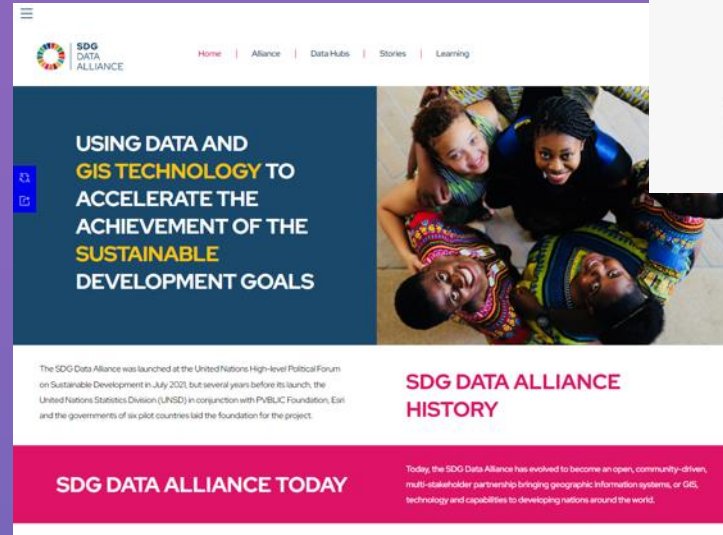 SDG
DATA
ALLIANCE
Home | Alliance | Data Hubs | Stories | Learning
USING DATA AND
GIS TECHNOLOGY TO
ACCELERATE THE
ACHIEVEMENT OF THE
SUSTAINABLE
DEVELOPMENT GOALS
The SDG Data Alliance was launched at the United Nations High-level Political Forum
on Sustainable Development in July 2021, but several years before its launch, the
United Nations Statistics Division (UNSD) in conjunction with PVBLIC Foundation, Esri
and the governments of six pilot countries laid the foundation for the project.
SDG DATA ALLIANCE
HISTORY
SDG DATA ALLIANCE TODAY
Today, the SDG Data Alliance has evolved to become an open, community-driven,
multi-stakeholder partnership bringing geographic information systems, or GIS,
technology and capabilities to developing nations around the world.